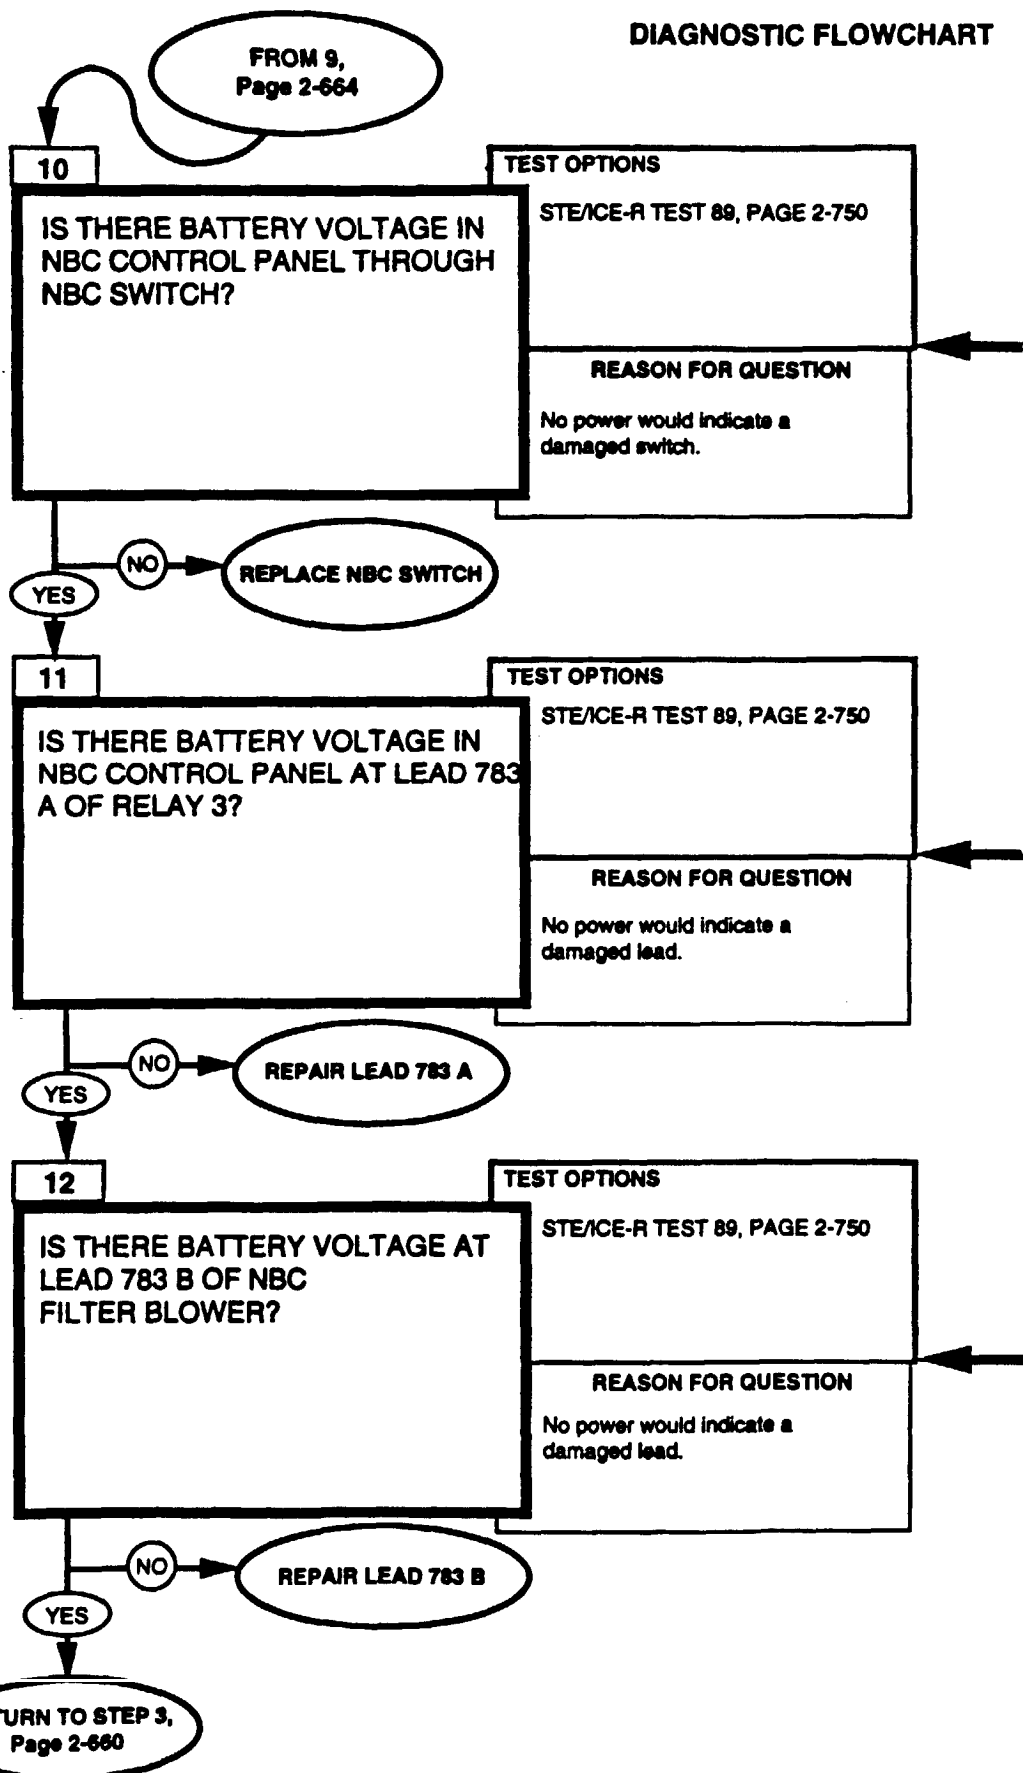 DIAGNOSTIC FLOWCHART
FROM 9,
Page 2-664
10
IS THERE BATTERY VOLTAGE IN
NBC CONTROL PANEL THROUGH
NBC SWITCH?
TEST OPTIONS
STE/ICE-R TEST 89, PAGE 2-750
REASON FOR QUESTION
No power would indicate a
damaged switch.
NO
REPLACE NBC SWITCH
YES
11
IS THERE BATTERY VOLTAGE IN
NBC CONTROL PANEL AT LEAD 783
A OF RELAY 3?
TEST OPTIONS
STE/ICE-R TEST 89, PAGE 2-750
REASON FOR QUESTION
No power would indicate a
damaged lead.
NO
REPAIR LEAD 783 A
YES
12
IS THERE BATTERY VOLTAGE AT
LEAD 783 B OF NBC
FILTER BLOWER?
TEST OPTIONS
STE/ICE-R TEST 89, PAGE 2-750
REASON FOR QUESTION
No power would indicate a
damaged lead.
NO
REPAIR LEAD 783 B
YES
TURN TO STEP 3,
Page 2-660